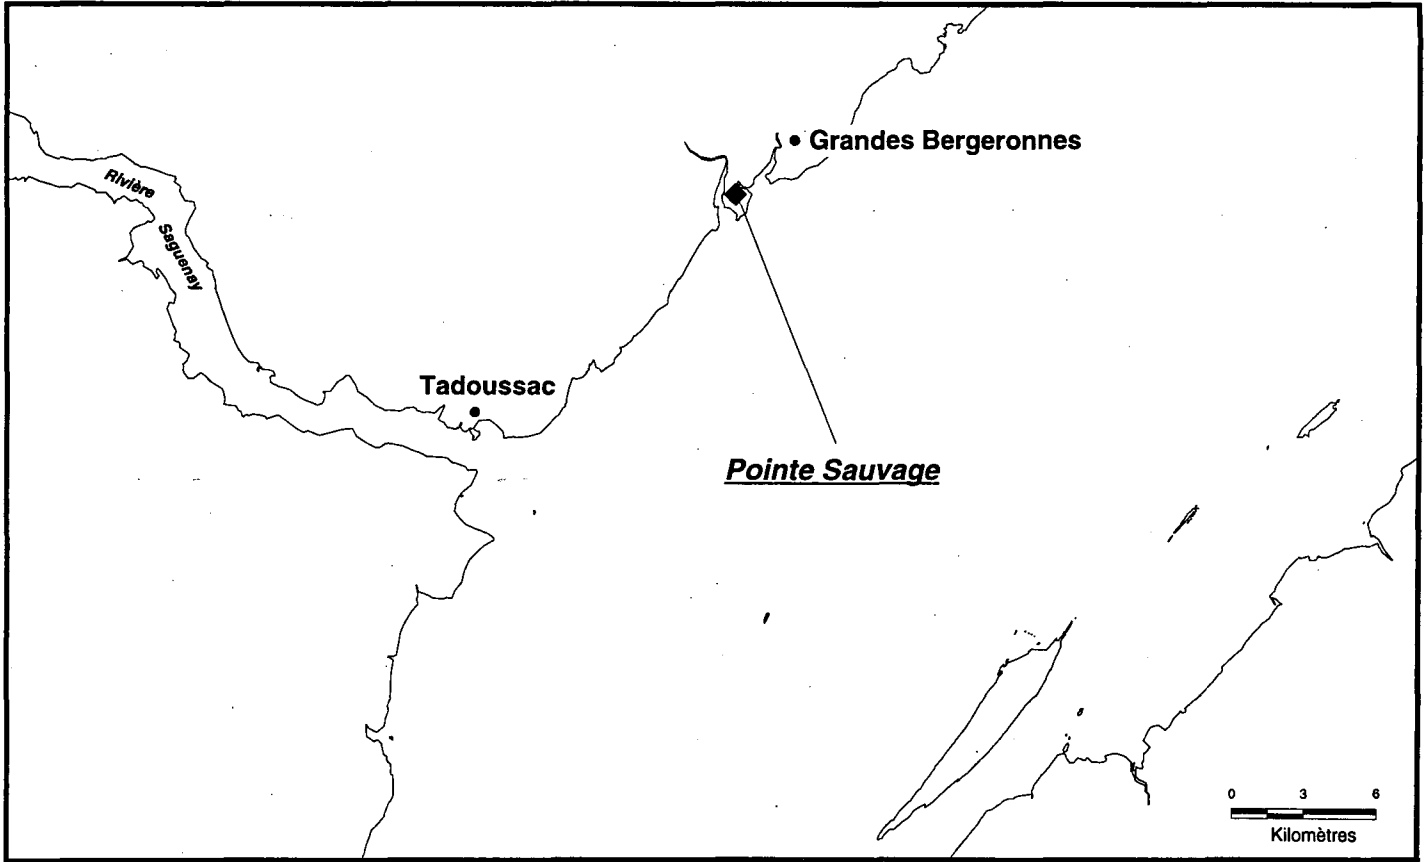 Grandes Bergeronnes
Rivière
Saguenay
Tadoussac
Pointe Sauvage
0 3 6
Kilomètres